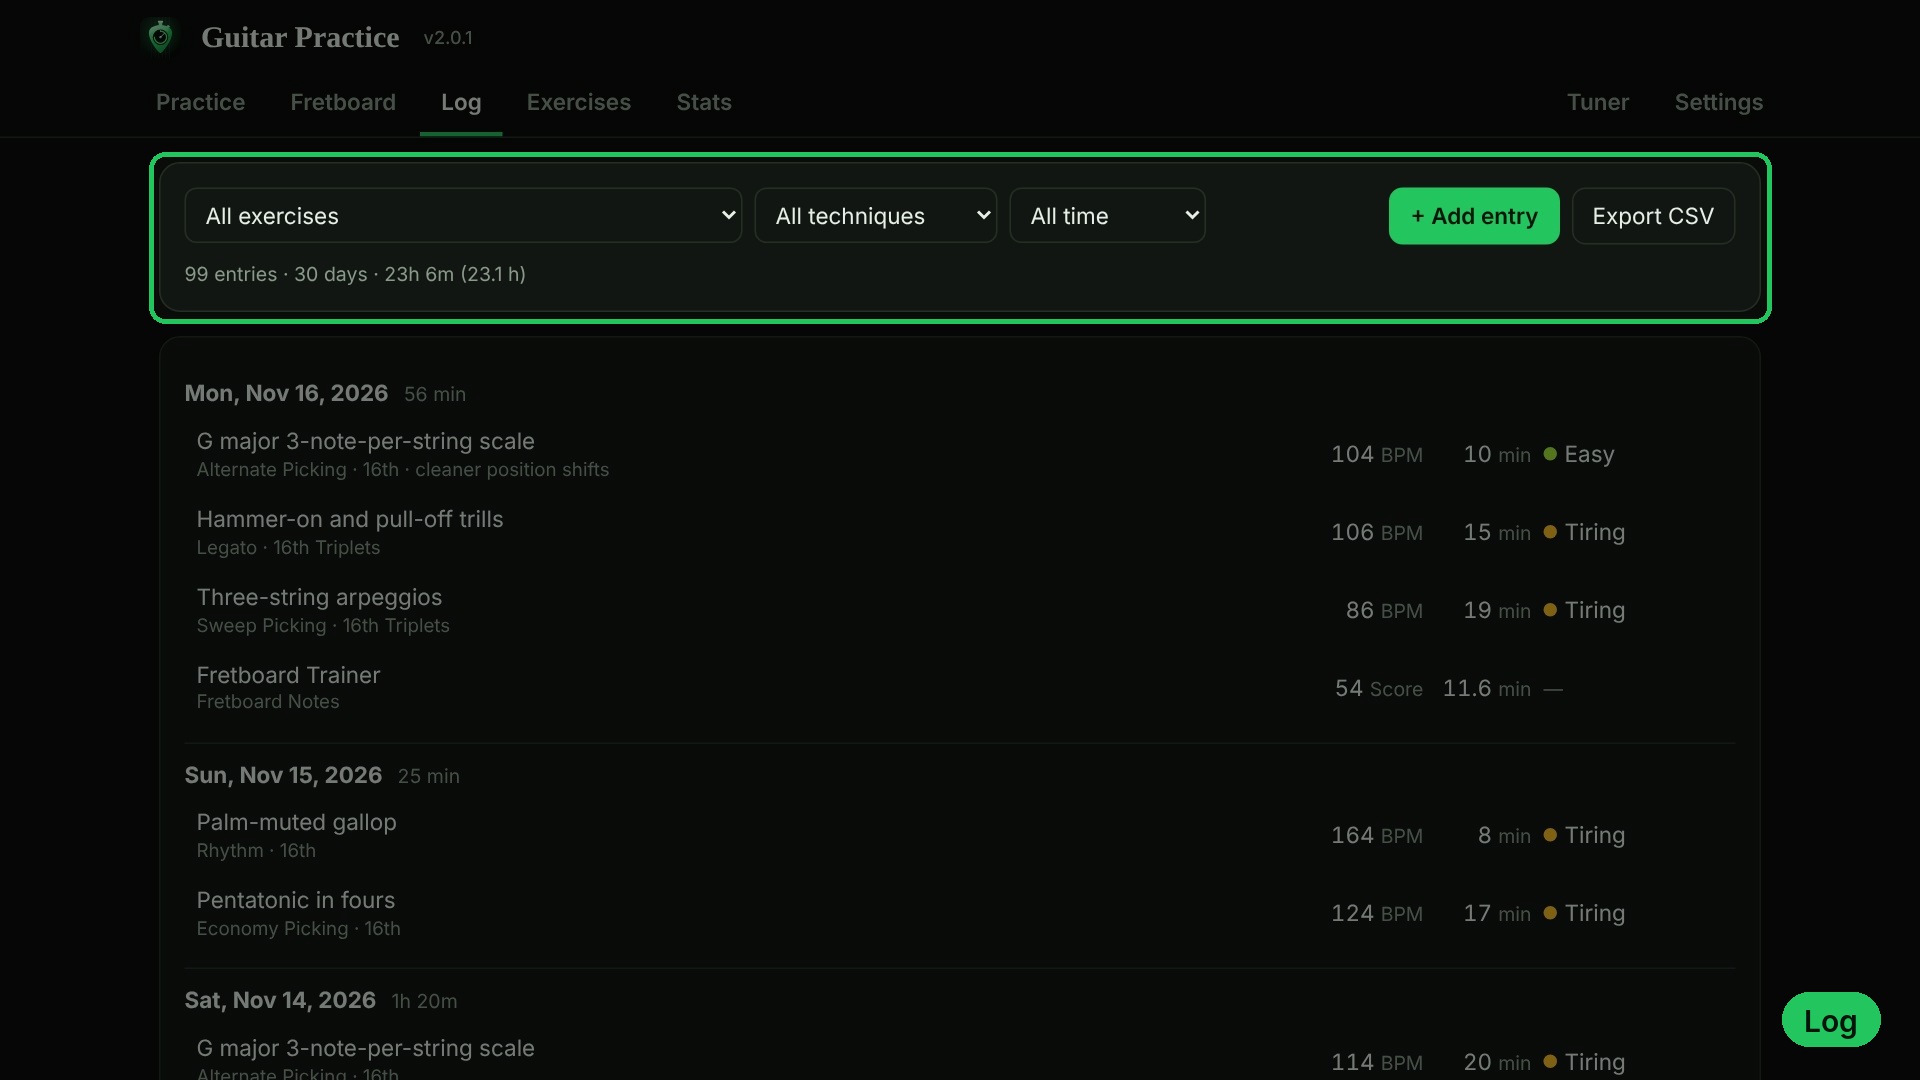 Guitar Practice v2.0.1
Practice Fretboard Log Exercises Stats Tuner Settings
All exercises All techniques All time + Add entry Export CSV
99 entries · 30 days · 23h 6m (23.1 h)
Mon, Nov 16, 2026 56 min
G major 3-note-per-string scale 104 BPM 10 min Easy
Alternate Picking · 16th · cleaner position shifts
Hammer-on and pull-off trills 106 BPM 15 min Tiring
Legato · 16th Triplets
Three-string arpeggios 86 BPM 19 min Tiring
Sweep Picking · 16th Triplets
Fretboard Trainer 54 Score 11.6 min —
Fretboard Notes
Sun, Nov 15, 2026 25 min
Palm-muted gallop 164 BPM 8 min Tiring
Rhythm · 16th
Pentatonic in fours 124 BPM 17 min Tiring
Economy Picking · 16th
Sat, Nov 14, 2026 1h 20m
Log
G major 3-note-per-string scale 114 BPM 20 min Tiring
Alternate Picking · 16th